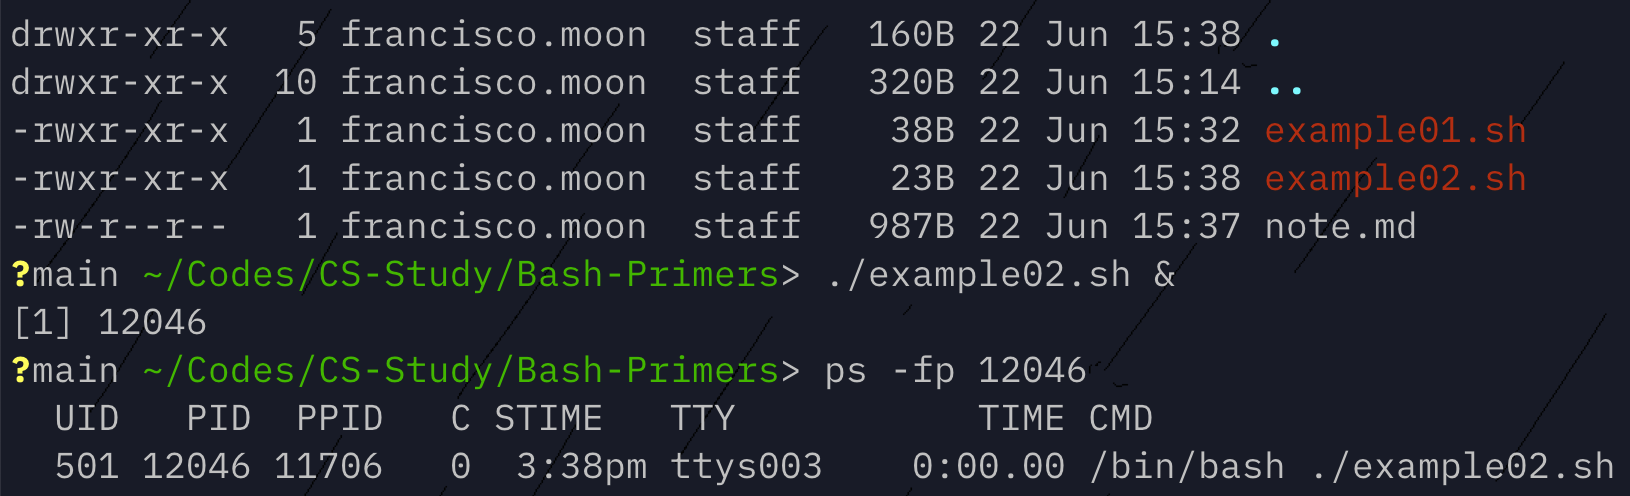 drwxr-xr-x   5 francisco.moon  staff   160B 22 Jun 15:38 .
drwxr-xr-x  10 francisco.moon  staff   320B 22 Jun 15:14 ..
-rwxr-xr-x   1 francisco.moon  staff    38B 22 Jun 15:32 example01.sh
-rwxr-xr-x   1 francisco.moon  staff    23B 22 Jun 15:38 example02.sh
-rw-r--r--   1 francisco.moon  staff   987B 22 Jun 15:37 note.md
?main ~/Codes/CS-Study/Bash-Primers> ./example02.sh &
[1] 12046
?main ~/Codes/CS-Study/Bash-Primers> ps -fp 12046
  UID   PID  PPID   C STIME   TTY           TIME CMD
  501 12046 11706   0  3:38pm ttys003    0:00.00 /bin/bash ./example02.sh